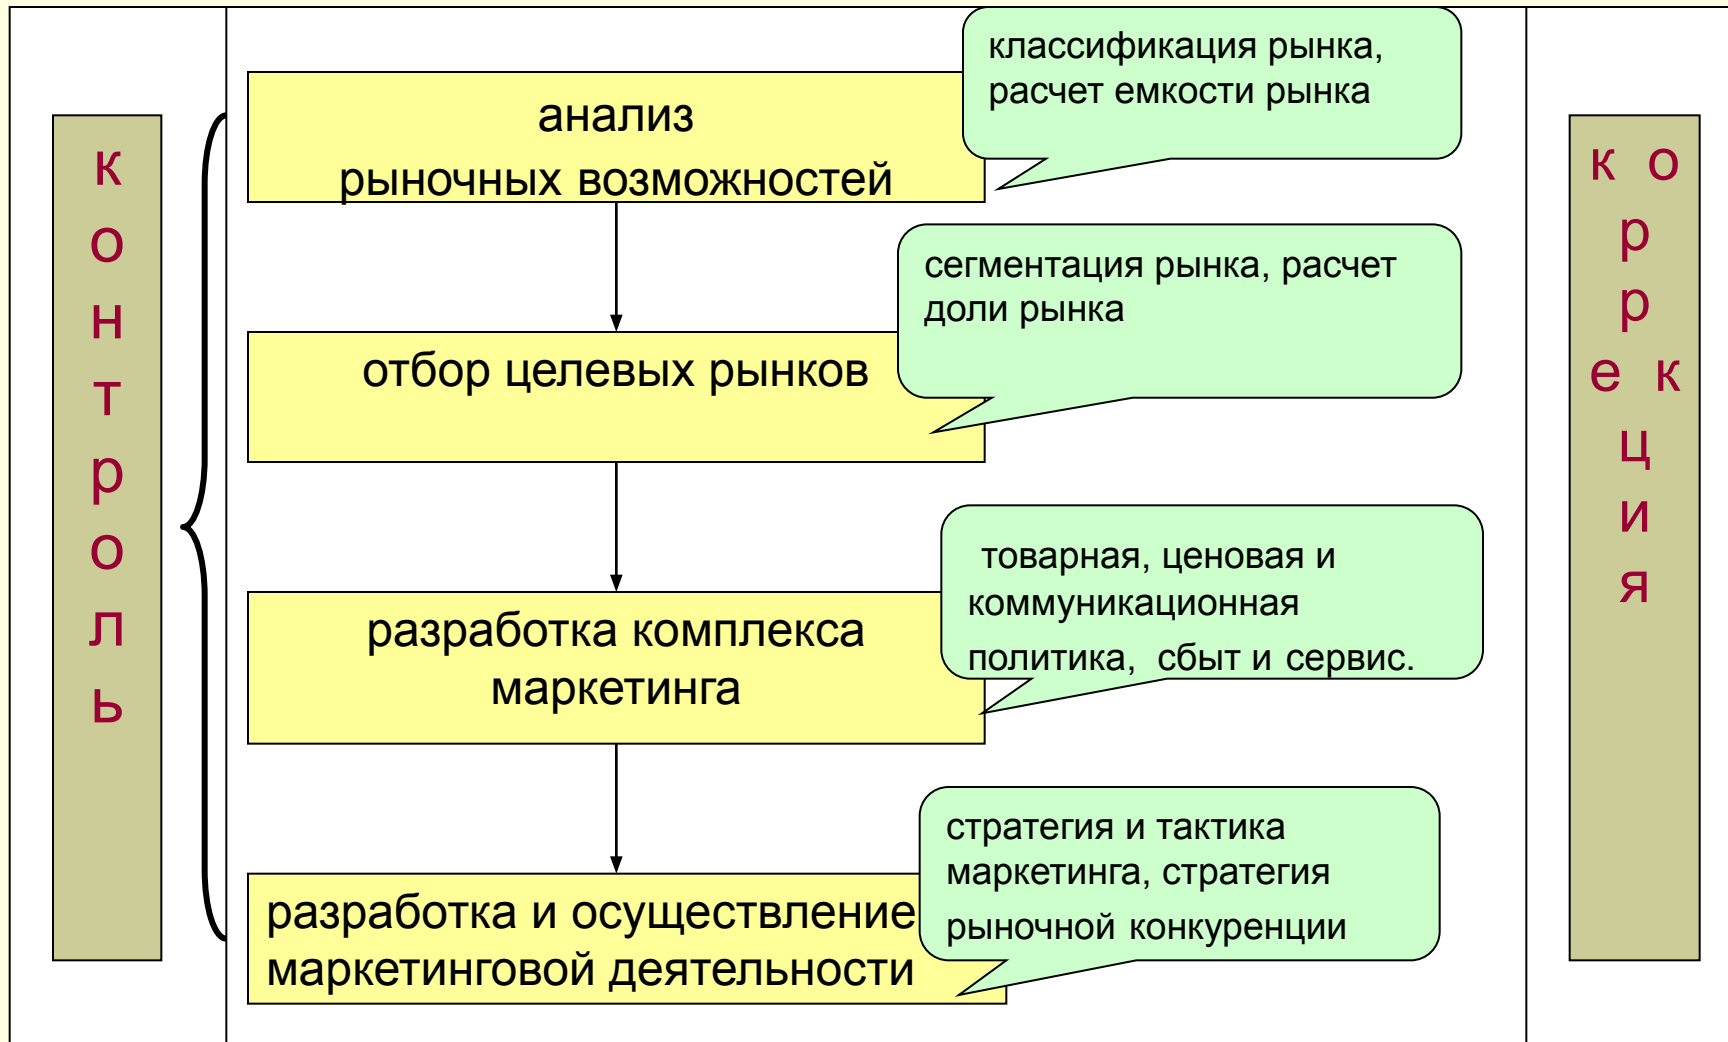 к
о
н
т
р
о
л
ь
анализ
рыночных возможностей
классификация рынка,
расчет емкости рынка
отбор целевых рынков
сегментация рынка, расчет
доли рынка
разработка комплекса
маркетинга
товарная, ценовая и
коммуникационная
политика, сбыт и сервис.
разработка и осуществление
маркетинговой деятельности
стратегия и тактика
маркетинга, стратегия
рыночной конкуренции
к о
р
р
е к
ц
и
я